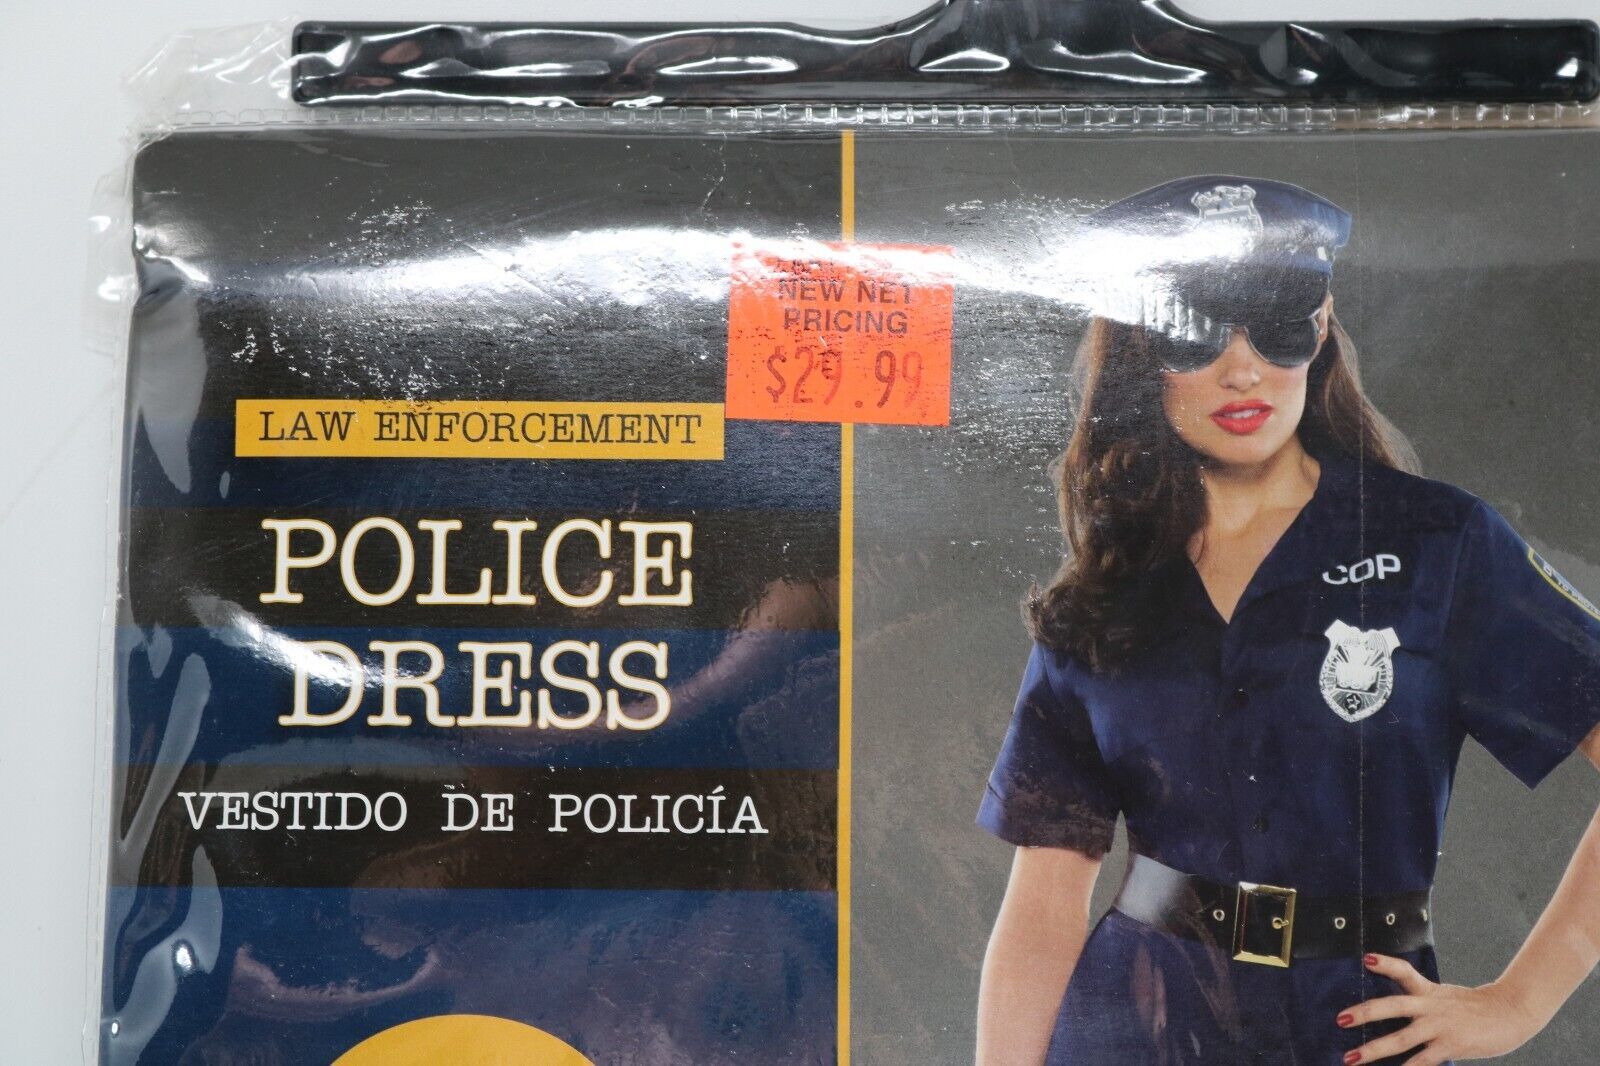 NEW NET
PRICING
$29.99
LAW ENFORCEMENT
POLICE
DRESS
VESTIDO DE POLICÍA
COP